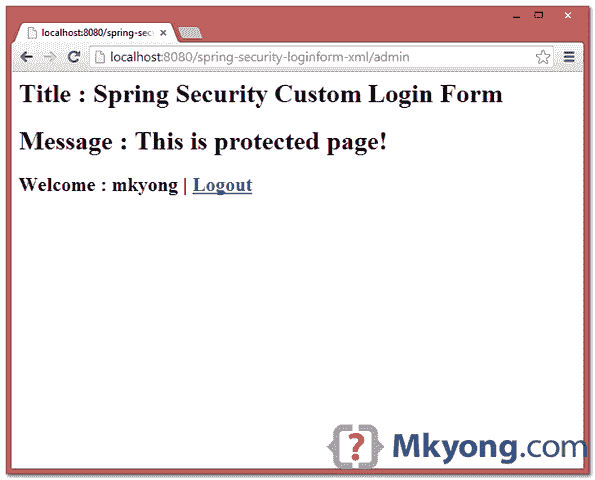 localhost:8080/spring-sec
localhost:8080/spring-security-loginform-xml/admin
Title : Spring Security Custom Login Form
Message : This is protected page!
Welcome : mkyong | Logout
Mkyong.com